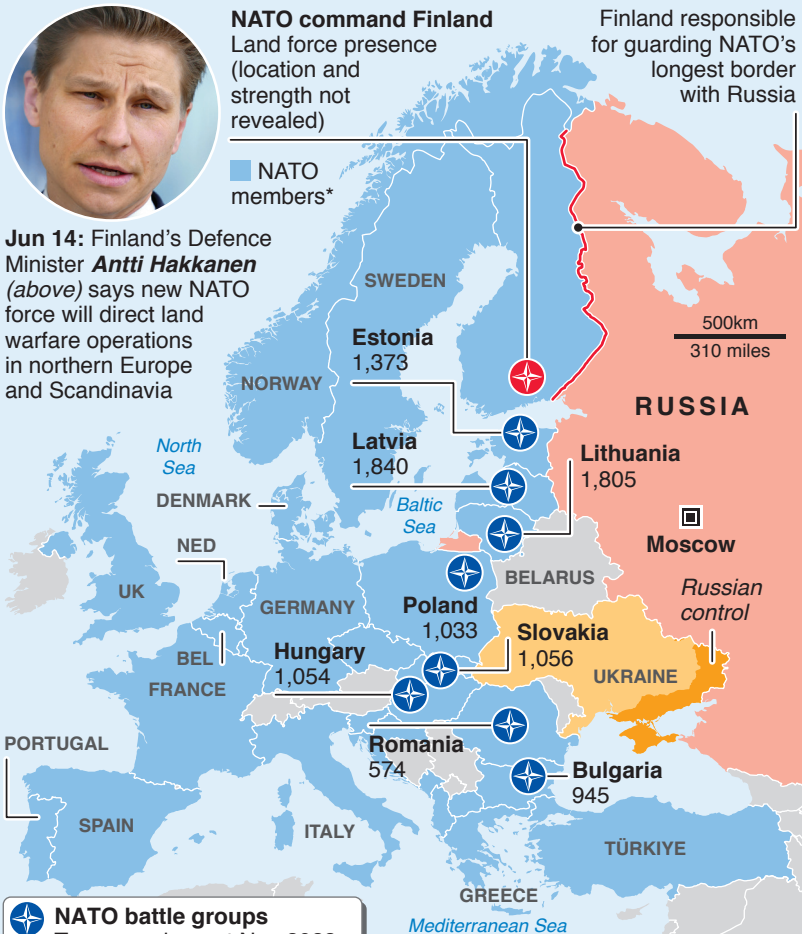 NATO command Finland
Land force presence
(location and
strength not
revealed)
Finland responsible
for guarding NATO's
longest border
with Russia
NATO
members*
Jun 14: Finland's Defence
Minister Antti Hakkanen
(above) says new NATO
force will direct land
warfare operations
in northern Europe
and Scandinavia
SWEDEN
500km
310 miles
Estonia
1,373
NORWAY
RUSSIA
North
Sea
Latvia
1,840
Lithuania
1,805
DENMARK
Baltic
Sea
Moscow
NED
BELARUS
Russian
control
UK
GERMANY
Poland
1,033
Slovakia
1,056
BEL
Hungary
1,054
UKRAINE
FRANCE
PORTUGAL
Romania
574
Bulgaria
945
SPAIN
ITALY
TÜRKIYE
GREECE
Mediterranean Sea
NATO battle groups